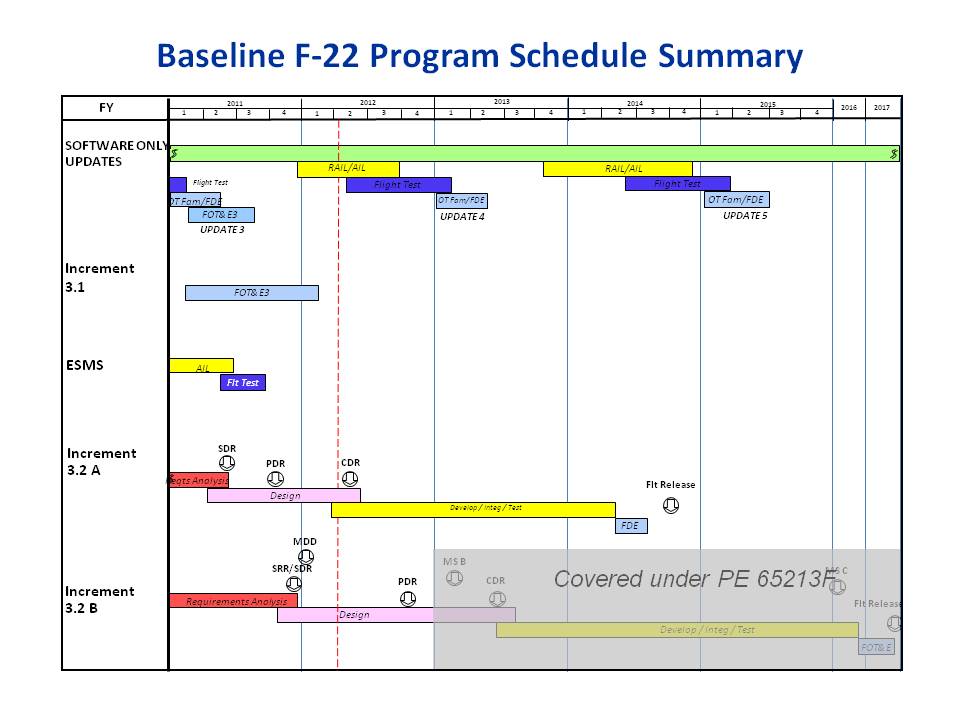 Baseline F-22 Program Schedule Summary
FY
2011 2012 2013 2014 2015 2016 2017
1 2 3 4 1 2 3 4 1 2 3 4 1 2 3 4 1 2 3 4
SOFTWARE ONLY
UPDATES
$ $
RAIL/AIL RAIL/AIL
Flight Test Flight Test Flight Test
OT Fam/FDE OT Fam/FDE OT Fam/FDE
FOT&E3
UPDATE 3 UPDATE 4 UPDATE 5
Increment
3.1
FOT&E3
ESMS
AIL
Flt Test
Increment
3.2 A
SDR
PDR CDR
Reqts Analysis
Design
Flt Release
Develop / Integ / Test
FDE
Increment
3.2 B
MDD
SRR/SDR
PDR
MS B
CDR
Covered under PE 65213F
MS C
Flt Release
Requirements Analysis
Design
Develop / Integ / Test
FOT&E